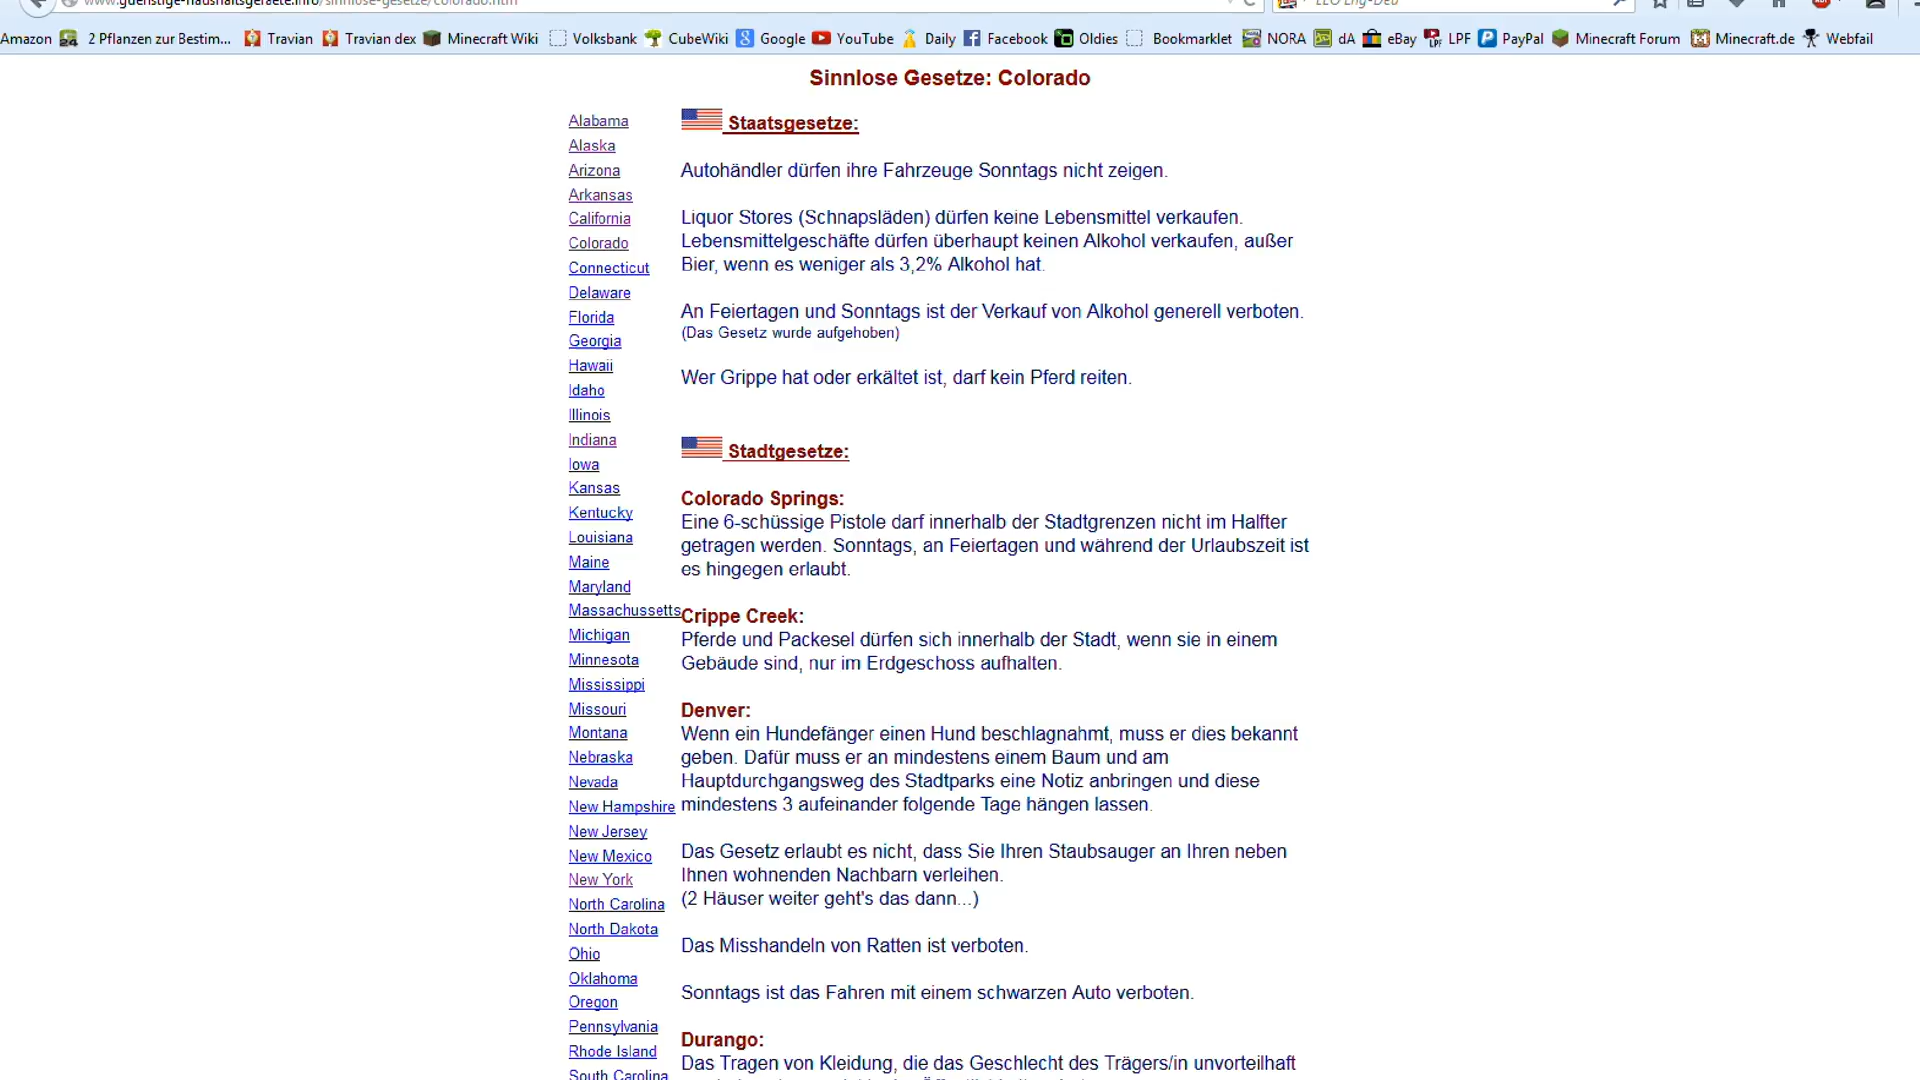 Amazon 2 Pflanzen zur Bestim... Travian Travian dex Minecraft Wiki Volksbank CubeWiki Google YouTube Daily Facebook Oldies Bookmarklet NORA dA eBay LPF PayPal Minecraft Forum Minecraft.de Webfail
Sinnlose Gesetze: Colorado
Alabama
Alaska
Arizona
Arkansas
California
Colorado
Connecticut
Delaware
Florida
Georgia
Hawaii
Idaho
Illinois
Indiana
Iowa
Kansas
Kentucky
Louisiana
Maine
Maryland
Massachussetts
Michigan
Minnesota
Mississippi
Missouri
Montana
Nebraska
Nevada
New Hampshire
New Jersey
New Mexico
New York
North Carolina
North Dakota
Ohio
Oklahoma
Oregon
Pennsylvania
Rhode Island
South Carolina
Staatsgesetze:
Autohändler dürfen ihre Fahrzeuge Sonntags nicht zeigen.
Liquor Stores (Schnapsläden) dürfen keine Lebensmittel verkaufen.
Lebensmittelgeschäfte dürfen überhaupt keinen Alkohol verkaufen, außer
Bier, wenn es weniger als 3,2% Alkohol hat.
An Feiertagen und Sonntags ist der Verkauf von Alkohol generell verboten.
(Das Gesetz wurde aufgehoben)
Wer Grippe hat oder erkältet ist, darf kein Pferd reiten.
Stadtgesetze:
Colorado Springs:
Eine 6-schüssige Pistole darf innerhalb der Stadtgrenzen nicht im Halfter
getragen werden. Sonntags, an Feiertagen und während der Urlaubszeit ist
es hingegen erlaubt.
Crippe Creek:
Pferde und Packesel dürfen sich innerhalb der Stadt, wenn sie in einem
Gebäude sind, nur im Erdgeschoss aufhalten.
Denver:
Wenn ein Hundefänger einen Hund beschlagnahmt, muss er dies bekannt
geben. Dafür muss er an mindestens einem Baum und am
Hauptdurchgangsweg des Stadtparks eine Notiz anbringen und diese
mindestens 3 aufeinander folgende Tage hängen lassen.
Das Gesetz erlaubt es nicht, dass Sie Ihren Staubsauger an Ihren neben
Ihnen wohnenden Nachbarn verleihen.
(2 Häuser weiter geht's das dann...)
Das Misshandeln von Ratten ist verboten.
Sonntags ist das Fahren mit einem schwarzen Auto verboten.
Durango:
Das Tragen von Kleidung, die das Geschlecht des Trägers/in unvorteilhaft